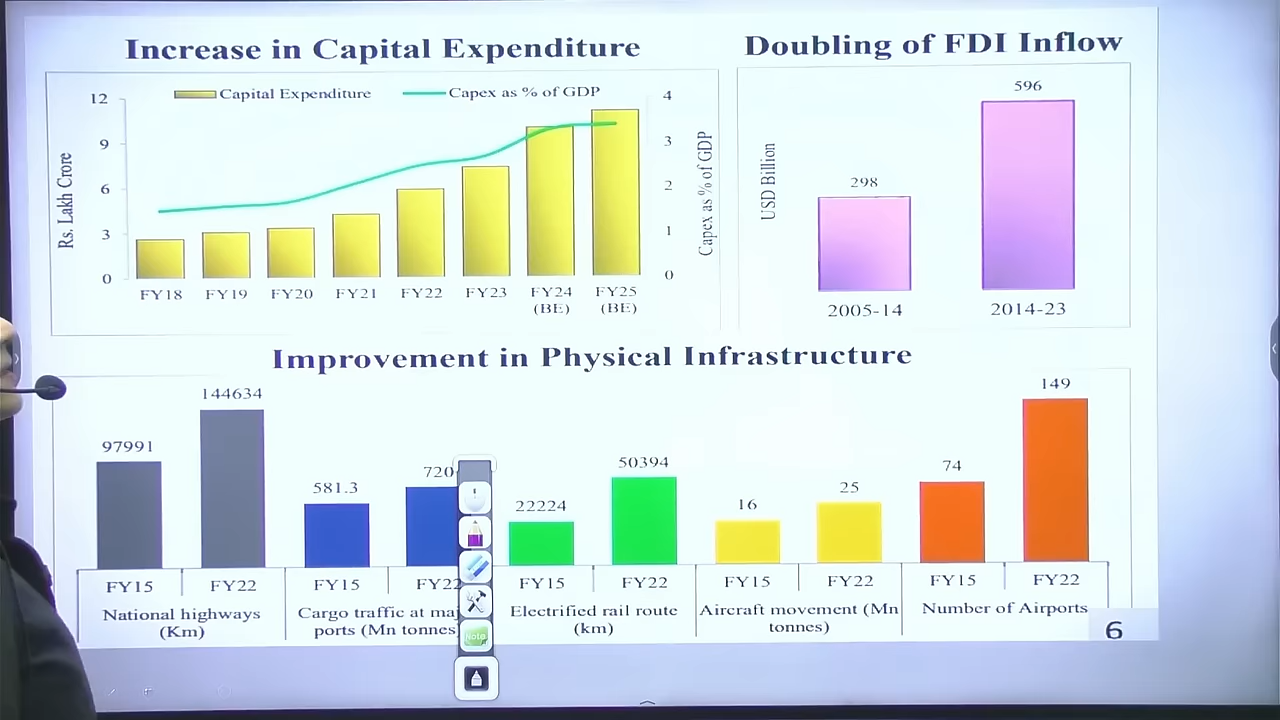 Increase in Capital Expenditure
Capital Expenditure
Capex as % of GDP
12
9
6
3
0
Rs. Lakh Crore
4
3
2
1
0
Capex as % of GDP
FY18
FY19
FY20
FY21
FY22
FY23
FY24
(BE)
FY25
(BE)
Doubling of FDI Inflow
USD Billion
298
596
2005-14
2014-23
Improvement in Physical Infrastructure
97991
144634
581.3
720
22224
50394
16
25
74
149
FY15
FY22
FY15
FY22
FY15
FY22
FY15
FY22
FY15
FY22
National highways
(Km)
Cargo traffic at maj
ports (Mn tonnes
Electrified rail route
(km)
Aircraft movement (Mn
tonnes)
Number of Airports
Note
6